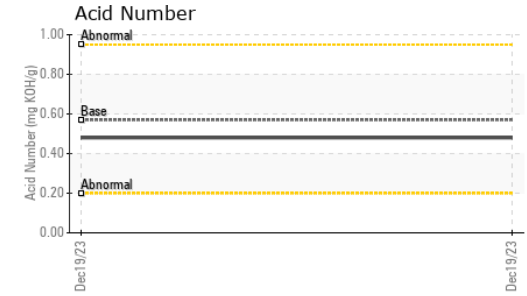 Acid Number
Acid Number (mg KOH/g)
1.00
0.80
0.60
0.40
0.20
0.00
Abnormal
Base
Abnormal
Dec19/23
Dec19/23